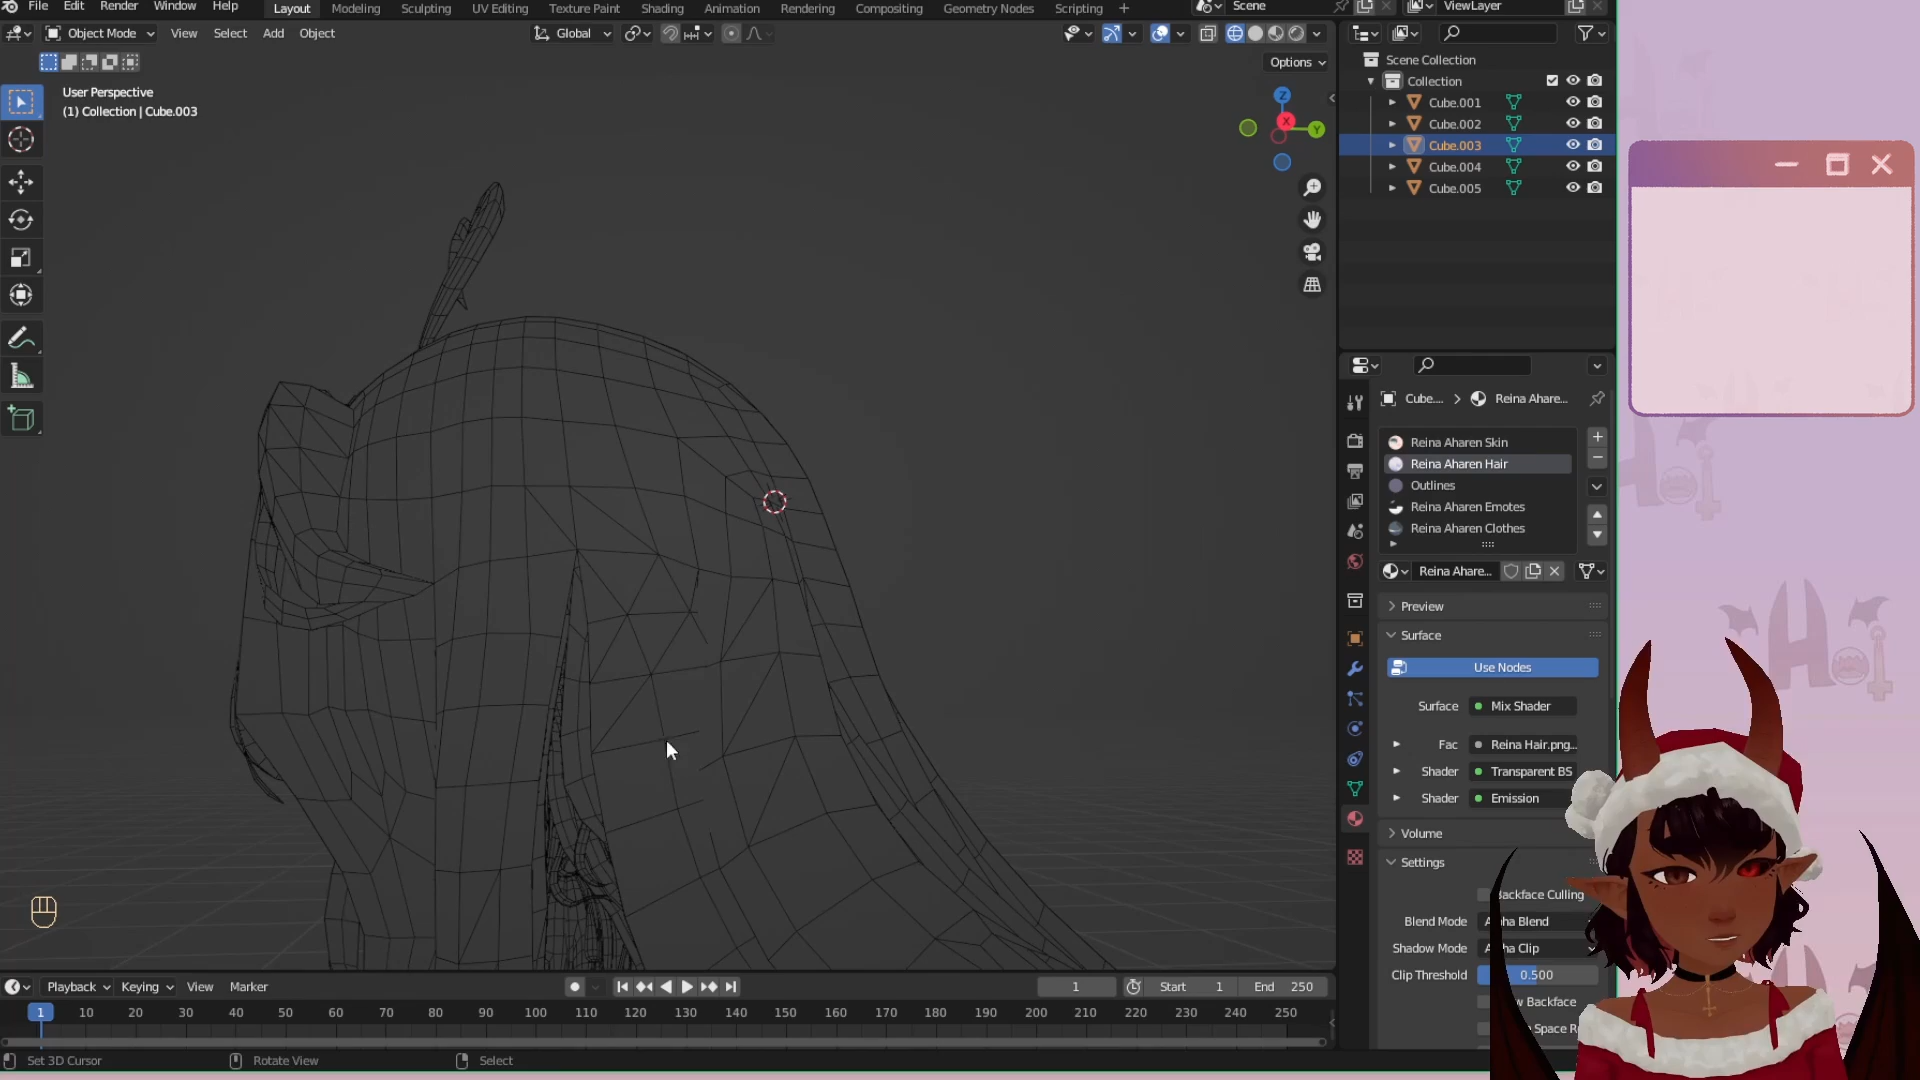 File Edit Render Window Help Layout Modeling Sculpting UV Editing Texture Paint Shading Animation Rendering Compositing Geometry Nodes Scripting + Scene ViewLayer
Object Mode View Select Add Object Global
Options
User Perspective
(1) Collection | Cube.003
Z
X
Y
Scene Collection
Collection
Cube.001
Cube.002
Cube.003
Cube.004
Cube.005
Cube.... > Reina Ahare...
Reina Aharen Skin
Reina Aharen Hair
Outlines
Reina Aharen Emotes
Reina Aharen Clothes
Reina Ahare...
Preview
Surface
Use Nodes
Surface Mix Shader
Fac Reina Hair.png...
Shader Transparent BS
Shader Emission
Volume
Settings
Backface Culling
Blend Mode Alpha Blend
Shadow Mode Alpha Clip
Clip Threshold 0.500
w Backface
Space R
Playback Keying View Marker 1 Start 1 End 250
1 10 20 30 40 50 60 70 80 90 100 110 120 130 140 150 160 170 180 190 200 210 220 230 240 250
Set 3D Cursor Rotate View Select